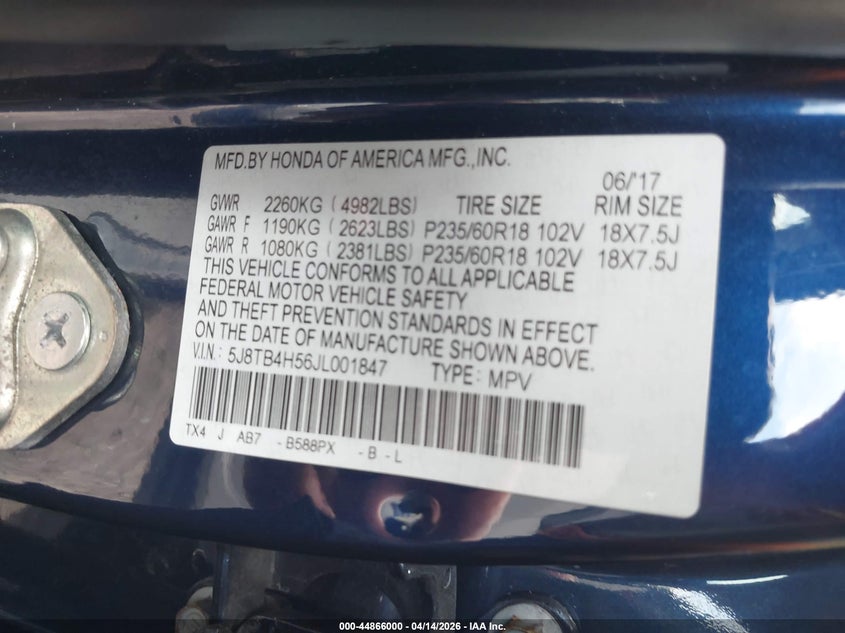 MFD.BY HONDA OF AMERICA MFG.,INC.
06/'17
GVWR 2260KG ( 4982LBS) TIRE SIZE RIM SIZE
GAWR F 1190KG ( 2623LBS) P235/60R18 102V 18X7.5J
GAWR R 1080KG ( 2381LBS) P235/60R18 102V 18X7.5J
THIS VEHICLE CONFORMS TO ALL APPLICABLE
FEDERAL MOTOR VEHICLE SAFETY
AND THEFT PREVENTION STANDARDS IN EFFECT
ON THE DATE OF MANUFACTURE SHOWN ABOVE.
V.I.N.: 5J8TB4H56JL001847 TYPE: MPV
TX4 J AB7 -B588PX -B -L
000-44866000 - 04/14/2026 - IAA Inc.